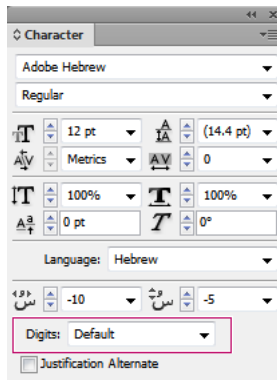 Character
Adobe Hebrew
Regular
12 pt (14.4 pt)
Metrics 0
100% 100%
0 pt 0°
Language: Hebrew
-10 -5
Digits: Default
Justification Alternate